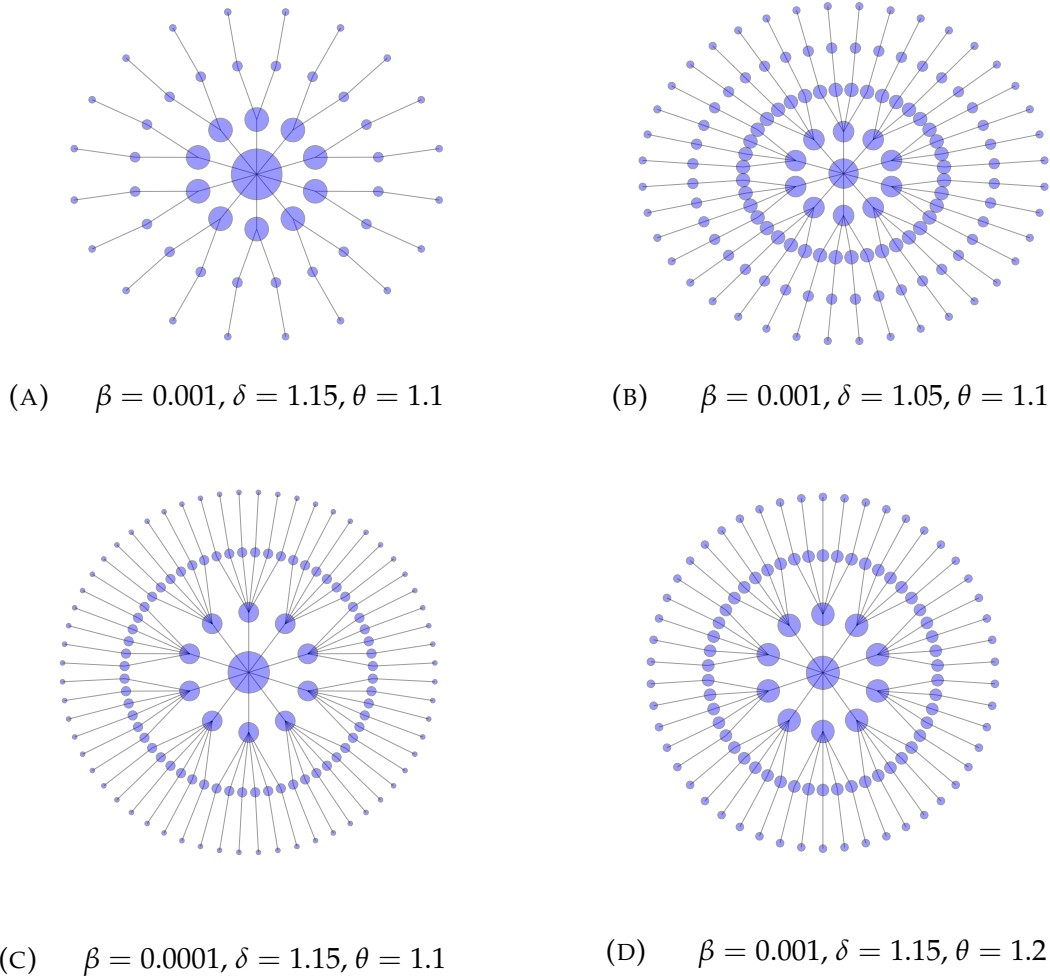 (A) β = 0.001, δ = 1.15, θ = 1.1
(B) β = 0.001, δ = 1.05, θ = 1.1
(C) β = 0.0001, δ = 1.15, θ = 1.1
(D) β = 0.001, δ = 1.15, θ = 1.2